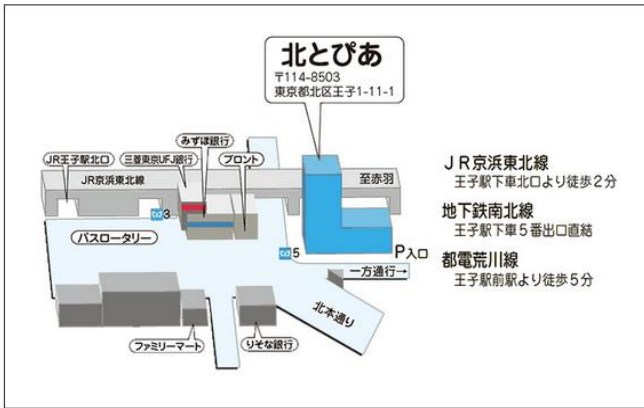 北とぴあ
〒114-8503
東京都北区王子1-11-1
みずほ銀行
JR王子駅北口
三菱東京UFJ銀行
プロント
JR京浜東北線
至赤羽
3
バスロータリー
5
P入口
一方通行→
北本通り
ファミリーマート
りそな銀行
JR京浜東北線
王子駅下車北口より徒歩2分
地下鉄南北線
王子駅下車5番出口直結
都電荒川線
王子駅前駅より徒歩5分